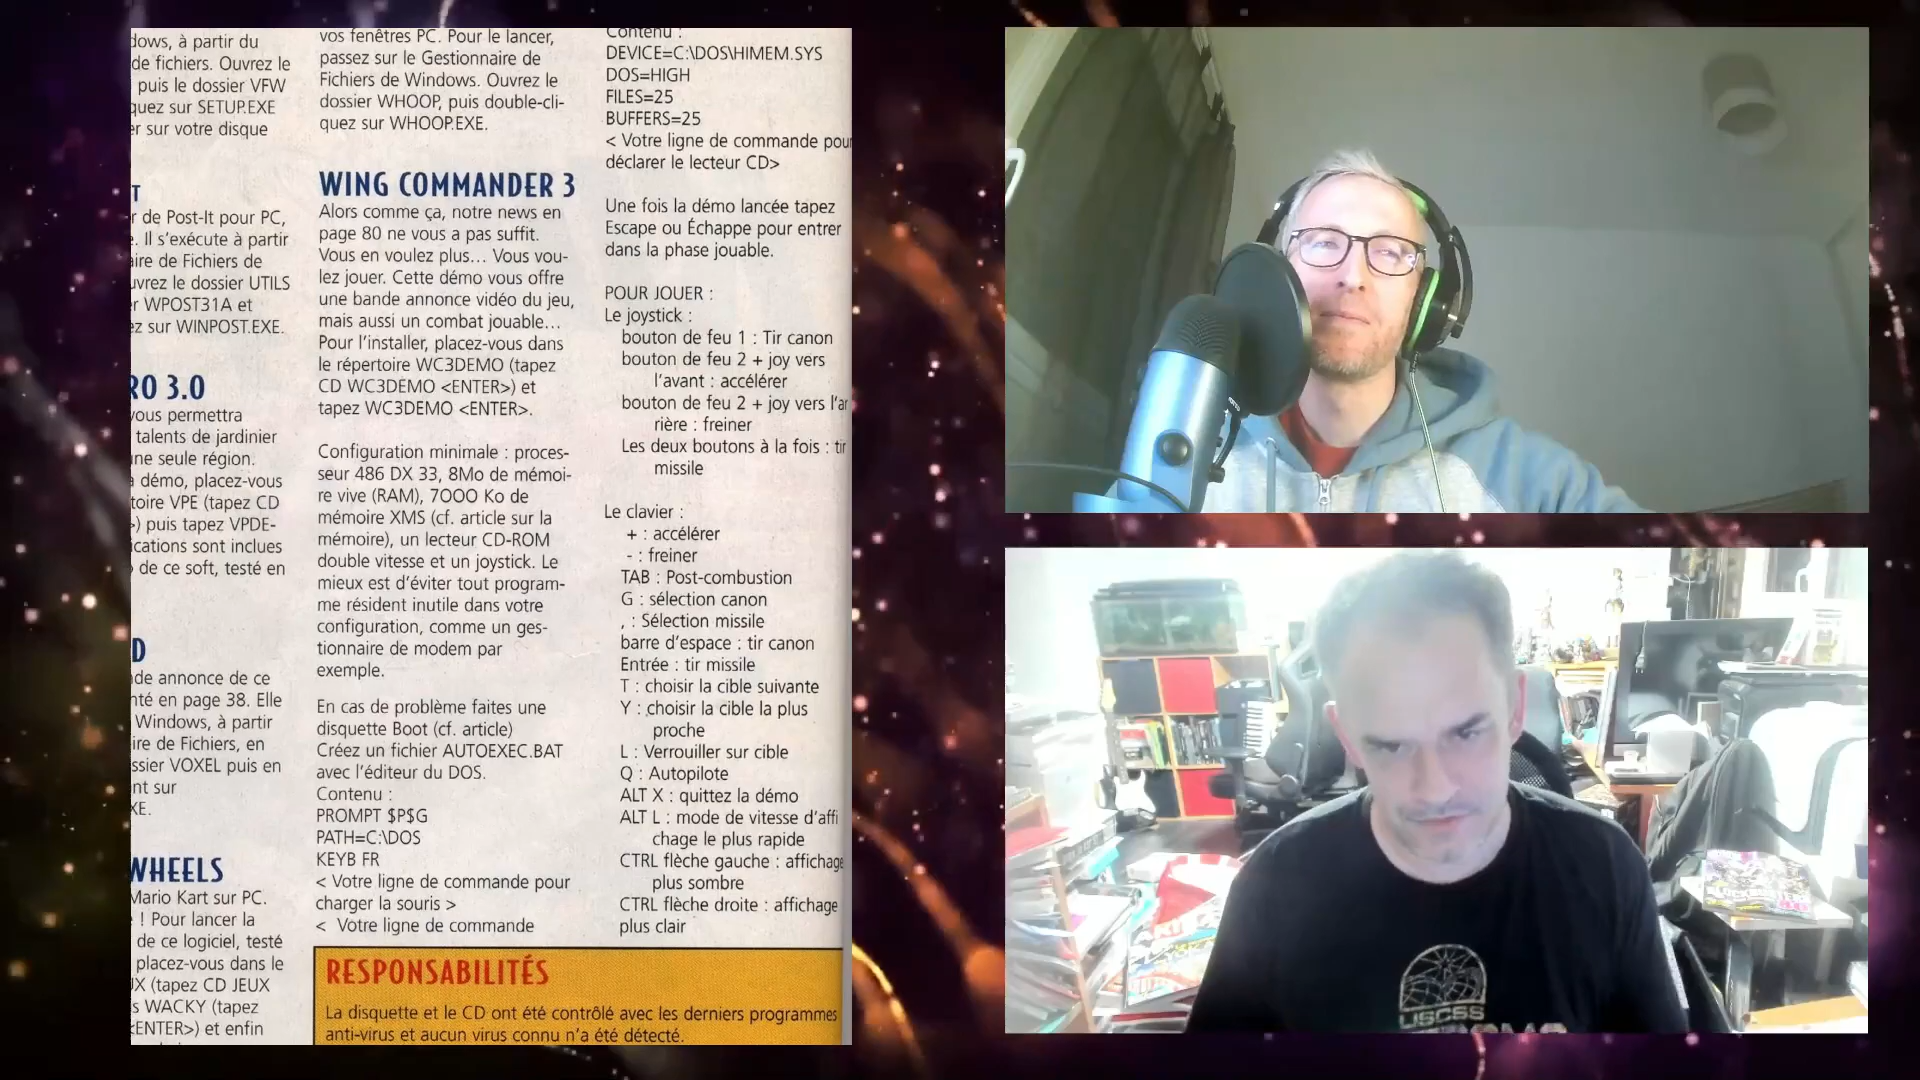 dows, à partir du
de fichiers. Ouvrez le
puis le dossier VFW
quez sur SETUP.EXE
er sur votre disque
T
r de Post-It pour PC,
e. Il s'exécute à partir
aire de Fichiers de
uvrez le dossier UTILS
r WPOST31A et
ez sur WINPOST.EXE.
RO 3.0
vous permettra
talents de jardinier
une seule région.
a démo, placez-vous
toire VPE (tapez CD
>) puis tapez VPDE-
ications sont inclues
de ce soft, testé en
D
de annonce de ce
nté en page 38. Elle
Windows, à partir
ire de Fichiers, en
ssier VOXEL puis en
nt sur
XE.
WHEELS
Mario Kart sur PC.
! Pour lancer la
de ce logiciel, testé
placez-vous dans le
UX (tapez CD JEUX
s WACKY (tapez
<ENTER>) et enfin
vos fenêtres PC. Pour le lancer,
passez sur le Gestionnaire de
Fichiers de Windows. Ouvrez le
dossier WHOOP, puis double-cli-
quez sur WHOOP.EXE.
WING COMMANDER 3
Alors comme ça, notre news en
page 80 ne vous a pas suffit.
Vous en voulez plus... Vous vou-
lez jouer. Cette démo vous offre
une bande annonce vidéo du jeu,
mais aussi un combat jouable...
Pour l'installer, placez-vous dans
le répertoire WC3DEMO (tapez
CD WC3DEMO <ENTER>) et
tapez WC3DEMO <ENTER>.
Configuration minimale : proces-
seur 486 DX 33, 8Mo de mémoi-
re vive (RAM), 7000 Ko de
mémoire XMS (cf. article sur la
mémoire), un lecteur CD-ROM
double vitesse et un joystick. Le
mieux est d'éviter tout program-
me résident inutile dans votre
configuration, comme un ges-
tionnaire de modem par
exemple.
En cas de problème faites une
disquette Boot (cf. article)
Créez un fichier AUTOEXEC.BAT
avec l'éditeur du DOS.
Contenu :
PROMPT $P$G
PATH=C:\DOS
KEYB FR
< Votre ligne de commande pour
charger la souris >
< Votre ligne de commande
Contenu :
DEVICE=C:\DOS\HIMEM.SYS
DOS=HIGH
FILES=25
BUFFERS=25
< Votre ligne de commande pour
déclarer le lecteur CD>
Une fois la démo lancée tapez
Escape ou Échappe pour entrer
dans la phase jouable.
POUR JOUER :
Le joystick :
bouton de feu 1 : Tir canon
bouton de feu 2 + joy vers
l'avant : accélérer
bouton de feu 2 + joy vers l'ar
rière : freiner
Les deux boutons à la fois : tir
missile
Le clavier :
+ : accélérer
- : freiner
TAB : Post-combustion
G : sélection canon
, : Sélection missile
barre d'espace : tir canon
Entrée : tir missile
T : choisir la cible suivante
Y : choisir la cible la plus
proche
L : Verrouiller sur cible
Q : Autopilote
ALT X : quittez la démo
ALT L : mode de vitesse d'affi
chage le plus rapide
CTRL flèche gauche : affichage
plus sombre
CTRL flèche droite : affichage
plus clair
RESPONSABILITÉS
La disquette et le CD ont été contrôlé avec les derniers programmes
anti-virus et aucun virus connu n'a été détecté.
USCSS